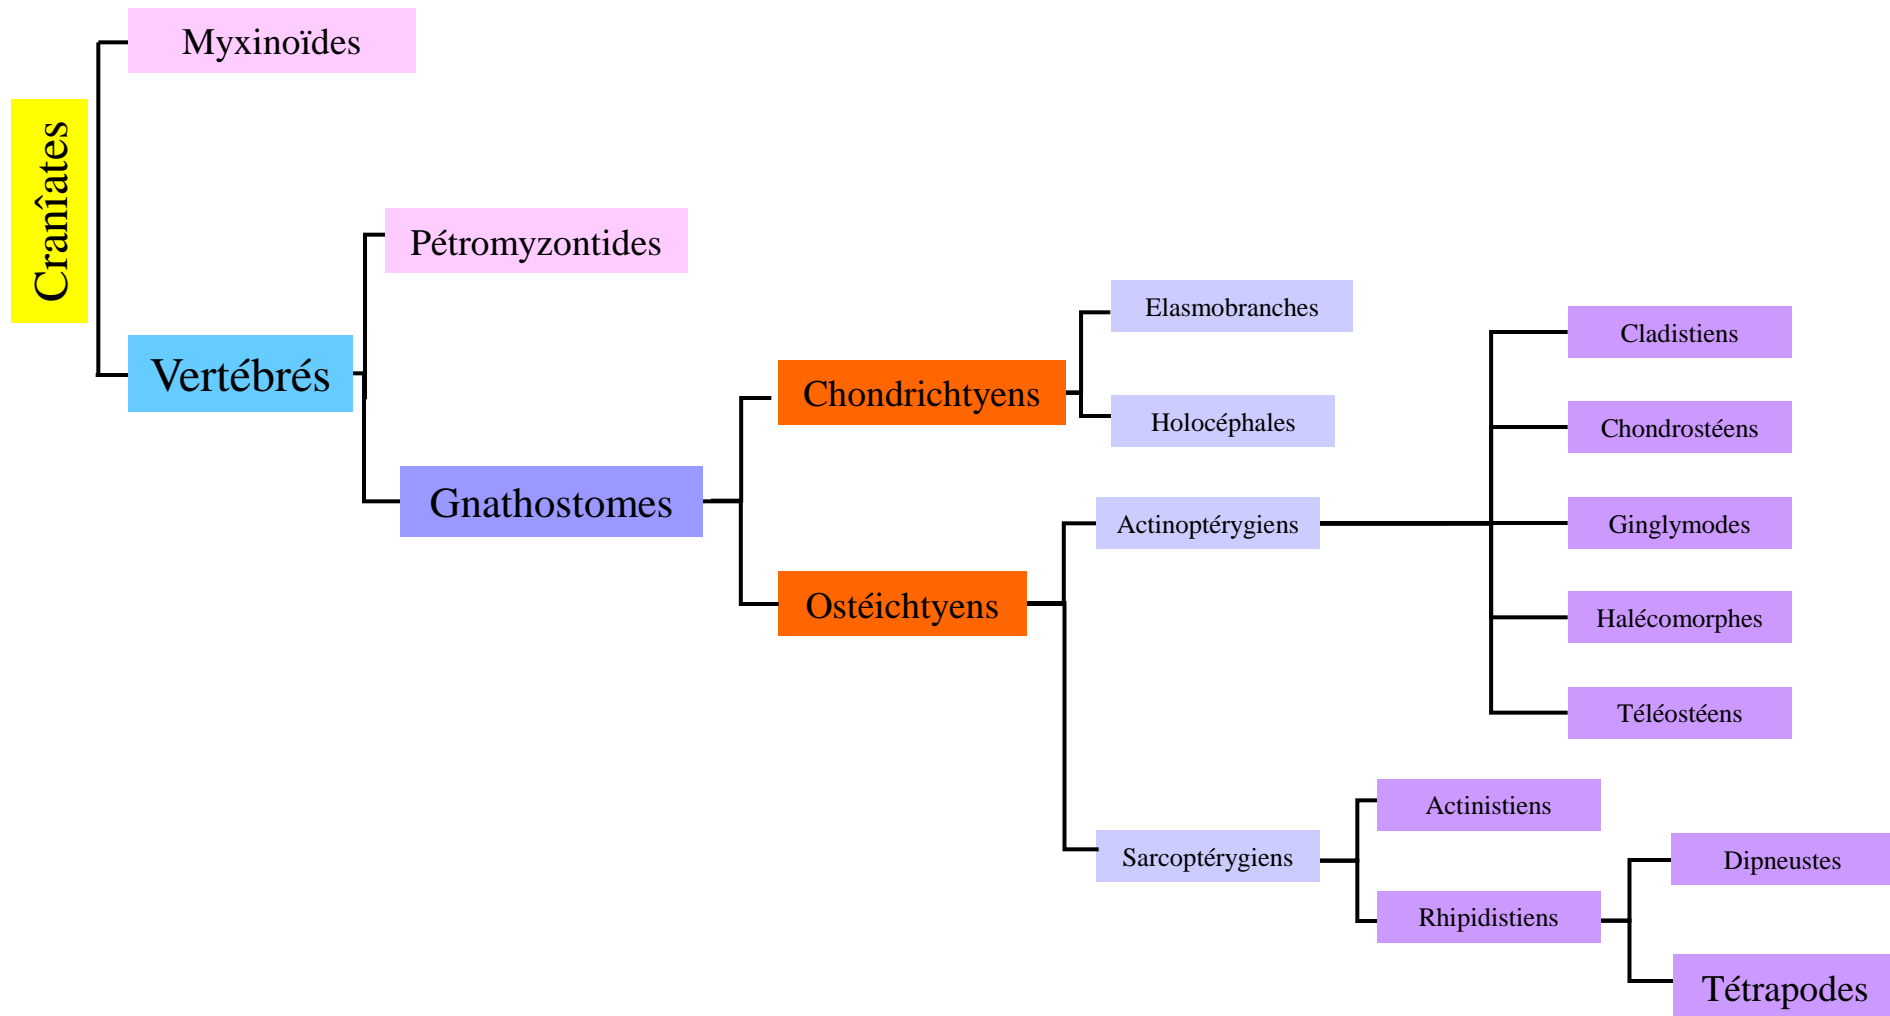 Myxinoïdes
Cranîates
Pétromyzontides
Vertébrés
Elasmobranches
Cladistiens
Chondrichtyens
Holocéphales
Chondrostéens
Gnathostomes
Actinoptérygiens
Ginglymodes
Ostéichtyens
Halécomorphes
Téléostéens
Actinistiens
Sarcoptérygiens
Dipneustes
Rhipidistiens
Tétrapodes